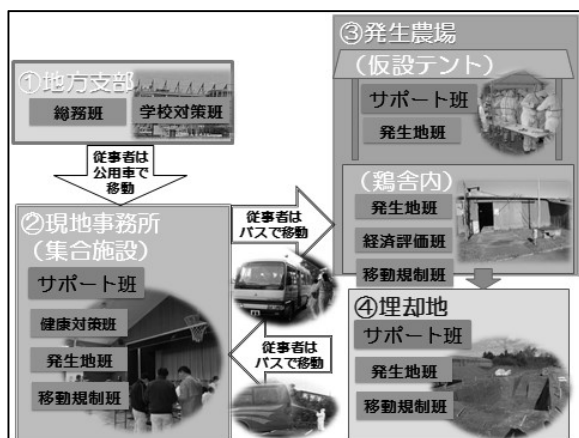 ①地方支部
総務班
学校対策班
従事者は
公用車で
移動
②現地事務所
(集合施設)
サポート班
健康対策班
発生地班
移動規制班
従事者は
バスで移動
従事者は
バスで移動
③発生農場
(仮設テント)
サポート班
発生地班
(鶏舎内)
発生地班
経済評価班
移動規制班
④埋却地
サポート班
発生地班
移動規制班